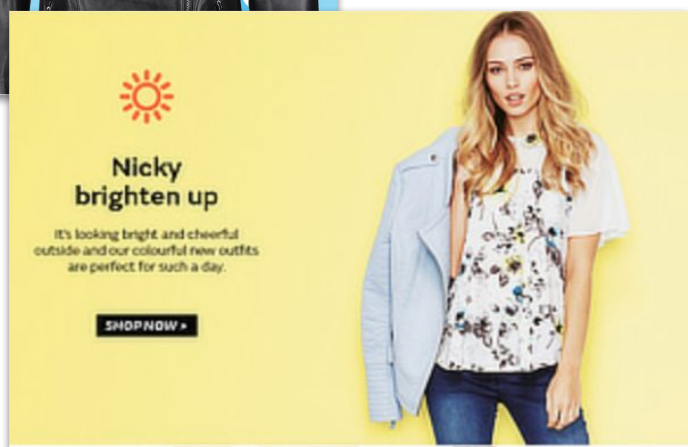 Nicky
brighten up
It's looking bright and cheerful
outside and our colourful new outfits
are perfect for such a day.
SHOP NOW >